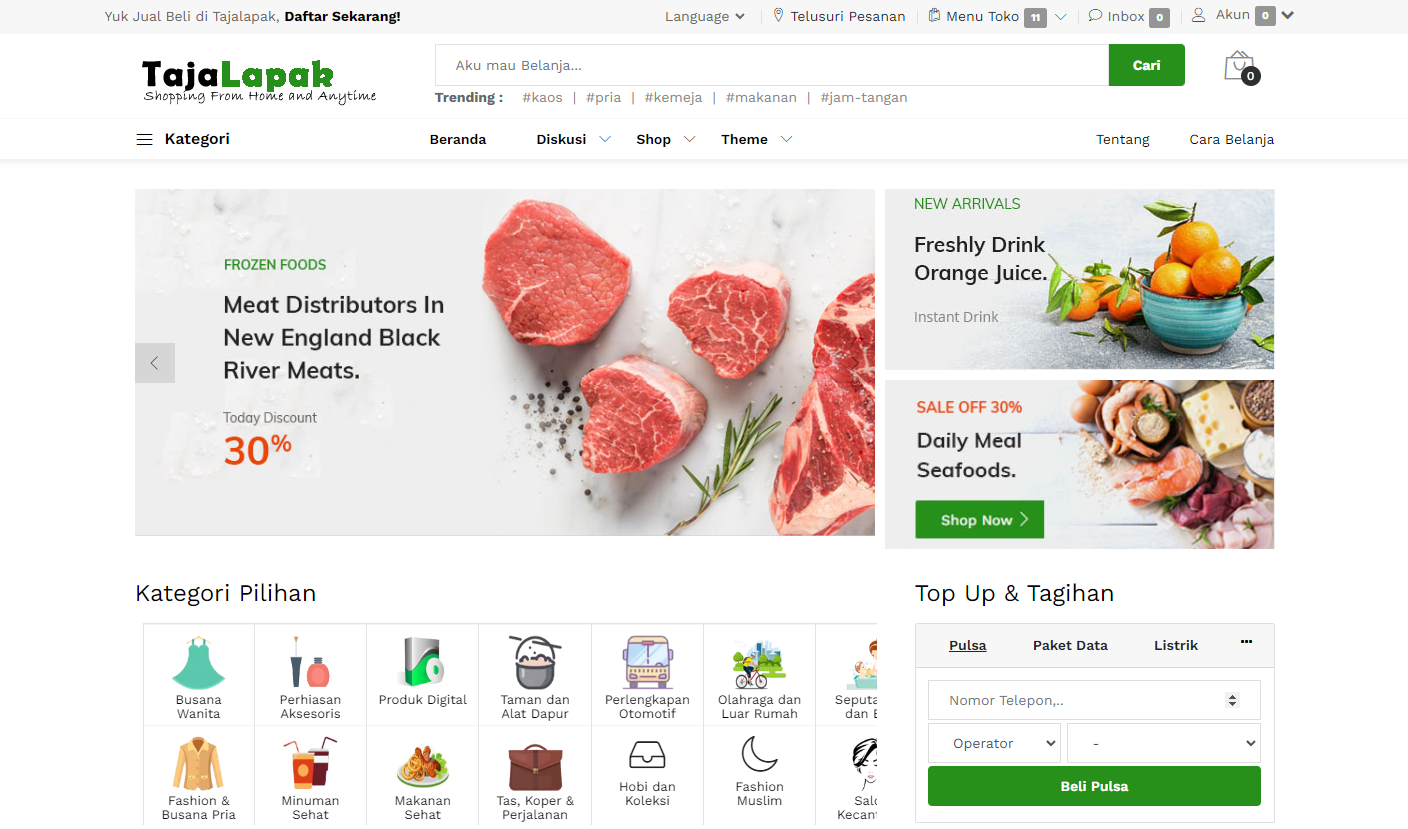 Yuk Jual Beli di Tajalapak, Daftar Sekarang!
Language
Telusuri Pesanan
Menu Toko 11
Inbox 0
Akun 0
TajaLapak
Shopping From Home and Anytime
Aku mau Belanja...
Cari
0
Trending : #kaos | #pria | #kemeja | #makanan | #jam-tangan
Kategori
Beranda
Diskusi
Shop
Theme
Tentang
Cara Belanja
FROZEN FOODS
Meat Distributors In
New England Black
River Meats.
Today Discount
30%
NEW ARRIVALS
Freshly Drink
Orange Juice.
Instant Drink
SALE OFF 30%
Daily Meal
Seafoods.
Shop Now
Kategori Pilihan
Busana
Wanita
Perhiasan
Aksesoris
Produk Digital
Taman dan
Alat Dapur
Perlengkapan
Otomotif
Olahraga dan
Luar Rumah
Seputa
dan
Fashion &
Busana Pria
Minuman
Sehat
Makanan
Sehat
Tas, Koper &
Perjalanan
Hobi dan
Koleksi
Fashion
Muslim
Salo
Kecant
Top Up & Tagihan
Pulsa
Paket Data
Listrik
•••
Nomor Telepon,..
Operator
-
Beli Pulsa